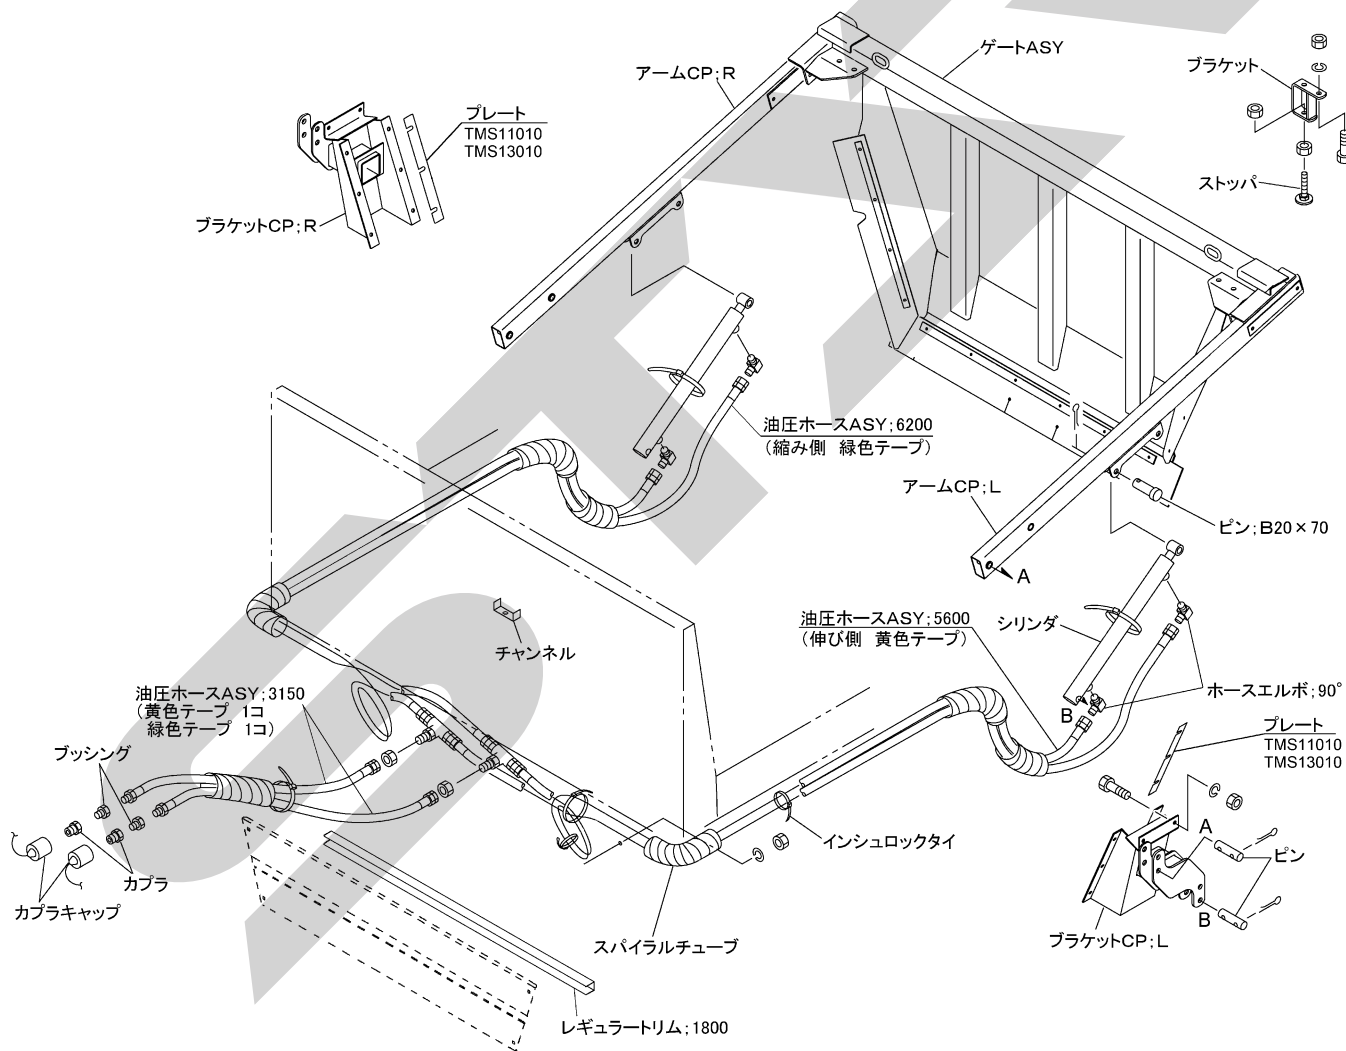 ゲートASY
アームCP;R
ブラケット
プレート
TMS11010
TMS13010
ストッパ
ブラケットCP;R
油圧ホースASY;6200
(縮み側 緑色テープ)
アームCP;L
ピン;B20×70
A
油圧ホースASY;5600
(伸び側 黄色テープ)
シリンダ
チャンネル
油圧ホースASY;3150
(黄色テープ 1コ
緑色テープ 1コ)
ホースエルボ;90°
B
プレート
TMS11010
TMS13010
ブッシング
インシュロックタイ
A
ピン
カプラ
カプラキャップ
B
スパイラルチューブ
ブラケットCP;L
レギュラートリム;1800